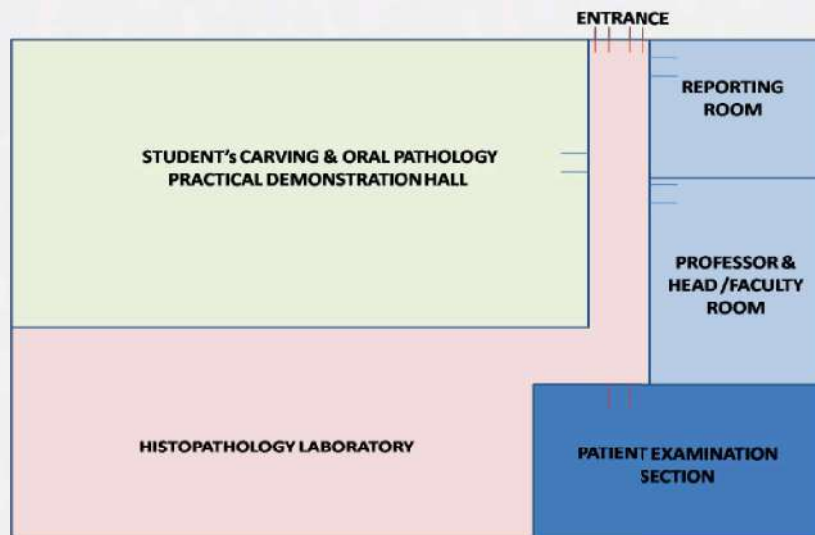 ENTRANCE
REPORTING
ROOM
STUDENT's CARVING & ORAL PATHOLOGY
PRACTICAL DEMONSTRATION HALL
PROFESSOR &
HEAD /FACULTY
ROOM
HISTOPATHOLOGY LABORATORY
PATIENT EXAMINATION
SECTION